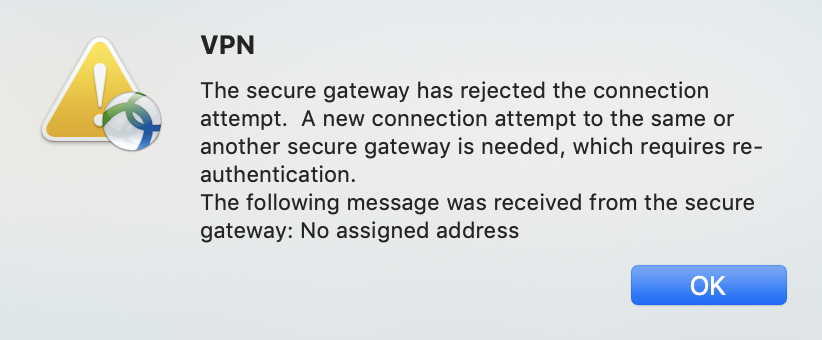 VPN
The secure gateway has rejected the connection
attempt.  A new connection attempt to the same or
another secure gateway is needed, which requires re-
authentication.
The following message was received from the secure
gateway: No assigned address
OK